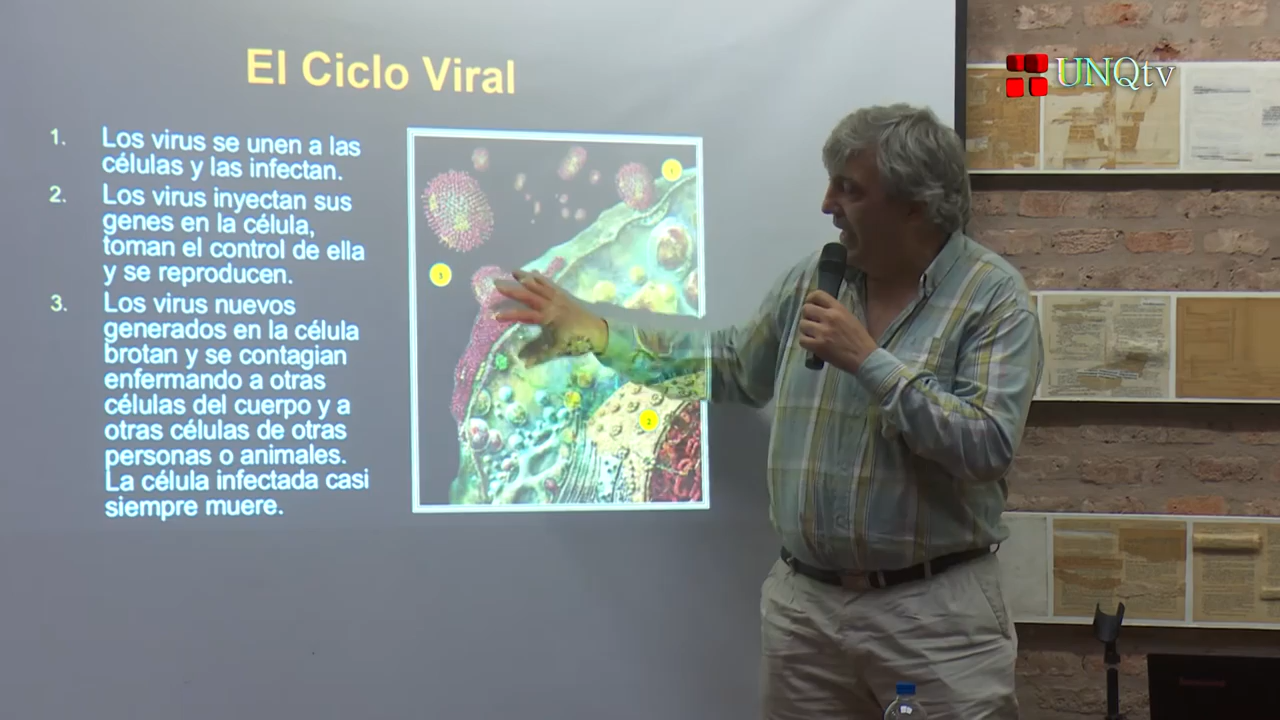 El Ciclo Viral
UNQtv
1. Los virus se unen a las
células y las infectan.
2. Los virus inyectan sus
genes en la célula,
toman el control de ella
y se reproducen.
3. Los virus nuevos
generados en la célula
brotan y se contagian
enfermando a otras
células del cuerpo y a
otras células de otras
personas o animales.
La célula infectada casi
siempre muere.
1
3
2